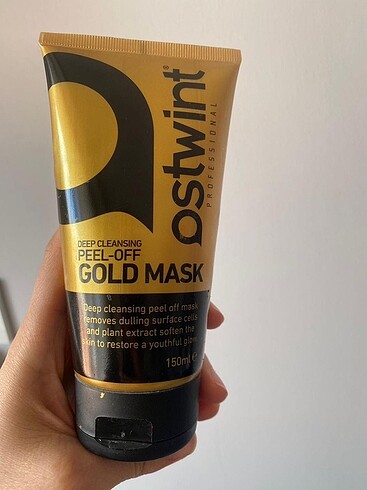 ostwint®
PROFESSIONAL
DEEP CLEANSING
PEEL-OFF
GOLD MASK
Deep cleansing peel off mask
removes dulling surface cells
and plant extract soften the
skin to restore a youthful glow
150ml e